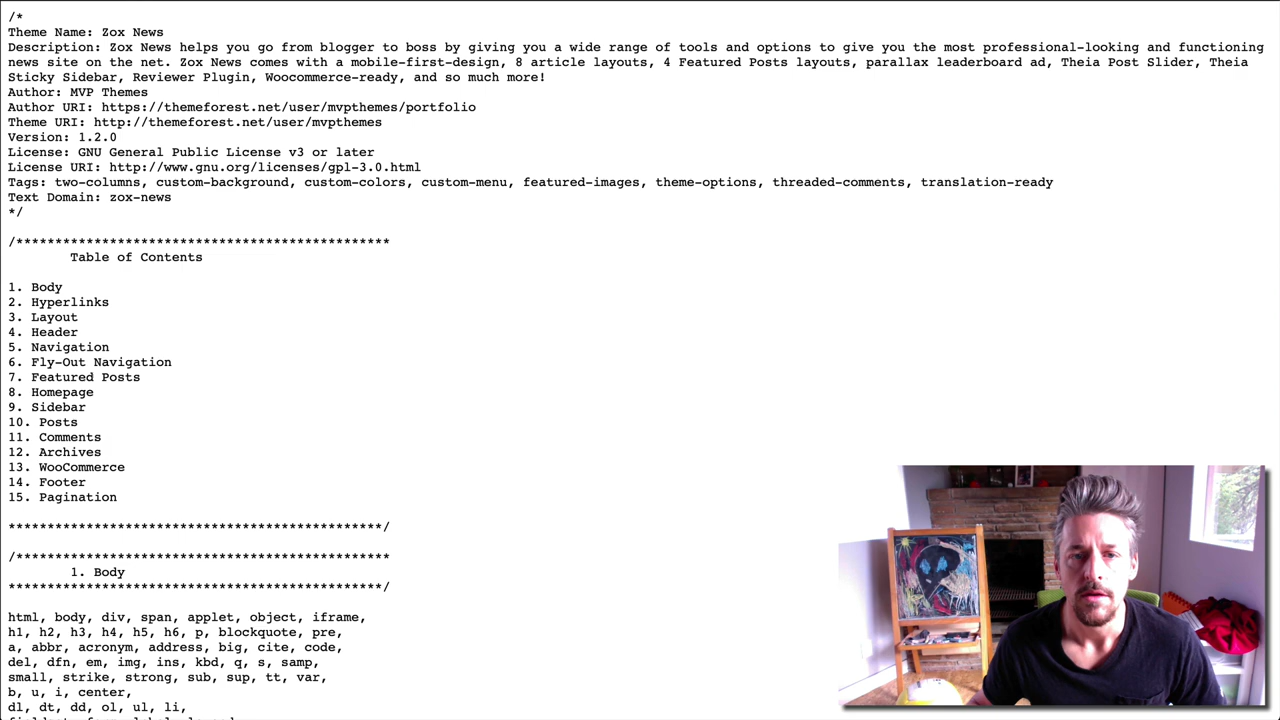 /*
Theme Name: Zox News
Description: Zox News helps you go from blogger to boss by giving you a wide range of tools and options to give you the most professional-looking and functioning
news site on the net. Zox News comes with a mobile-first-design, 8 article layouts, 4 Featured Posts layouts, parallax leaderboard ad, Theia Post Slider, Theia
Sticky Sidebar, Reviewer Plugin, Woocommerce-ready, and so much more!
Author: MVP Themes
Author URI: https://themeforest.net/user/mvpthemes/portfolio
Theme URI: http://themeforest.net/user/mvpthemes
Version: 1.2.0
License: GNU General Public License v3 or later
License URI: http://www.gnu.org/licenses/gpl-3.0.html
Tags: two-columns, custom-background, custom-colors, custom-menu, featured-images, theme-options, threaded-comments, translation-ready
Text Domain: zox-news
*/
/************************************************
Table of Contents
1. Body
2. Hyperlinks
3. Layout
4. Header
5. Navigation
6. Fly-Out Navigation
7. Featured Posts
8. Homepage
9. Sidebar
10. Posts
11. Comments
12. Archives
13. WooCommerce
14. Footer
15. Pagination
************************************************/
/************************************************
1. Body
************************************************/
html, body, div, span, applet, object, iframe,
h1, h2, h3, h4, h5, h6, p, blockquote, pre,
a, abbr, acronym, address, big, cite, code,
del, dfn, em, img, ins, kbd, q, s, samp,
small, strike, strong, sub, sup, tt, var,
b, u, i, center,
dl, dt, dd, ol, ul, li,